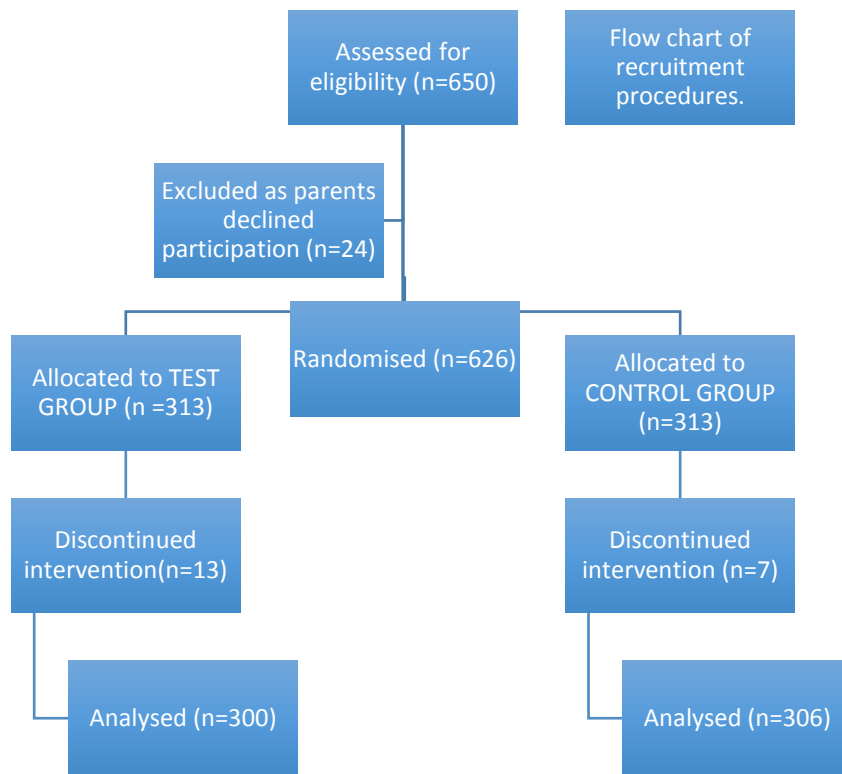 Assessed for
eligibility (n=650)
Flow chart of
recruitment
procedures.
Excluded as parents
declined
participation (n=24)
Randomised (n=626)
Allocated to TEST
GROUP (n =313)
Allocated to
CONTROL GROUP
(n=313)
Discontinued
intervention(n=13)
Discontinued
intervention (n=7)
Analysed (n=300)
Analysed (n=306)